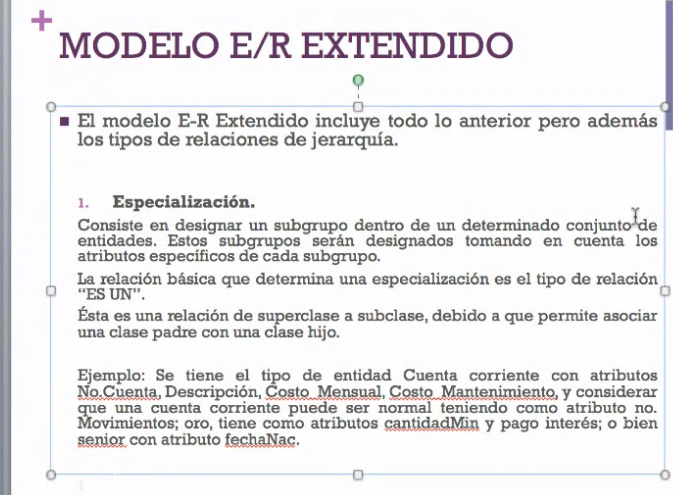 MODELO E/R EXTENDIDO
El modelo E-R Extendido incluye todo lo anterior pero además
los tipos de relaciones de jerarquía.
1. Especialización.
Consiste en designar un subgrupo dentro de un determinado conjunto de
entidades. Estos subgrupos serán designados tomando en cuenta los
atributos específicos de cada subgrupo.
La relación básica que determina una especialización es el tipo de relación
“ES UN”.
Ésta es una relación de superclase a subclase, debido a que permite asociar
una clase padre con una clase hijo.
Ejemplo: Se tiene el tipo de entidad Cuenta corriente con atributos
No.Cuenta, Descripción, Costo_Mensual, Costo_Mantenimiento, y considerar
que una cuenta corriente puede ser normal teniendo como atributo no.
Movimientos; oro, tiene como atributos cantidadMin y pago interés; o bien
senior con atributo fechaNac.